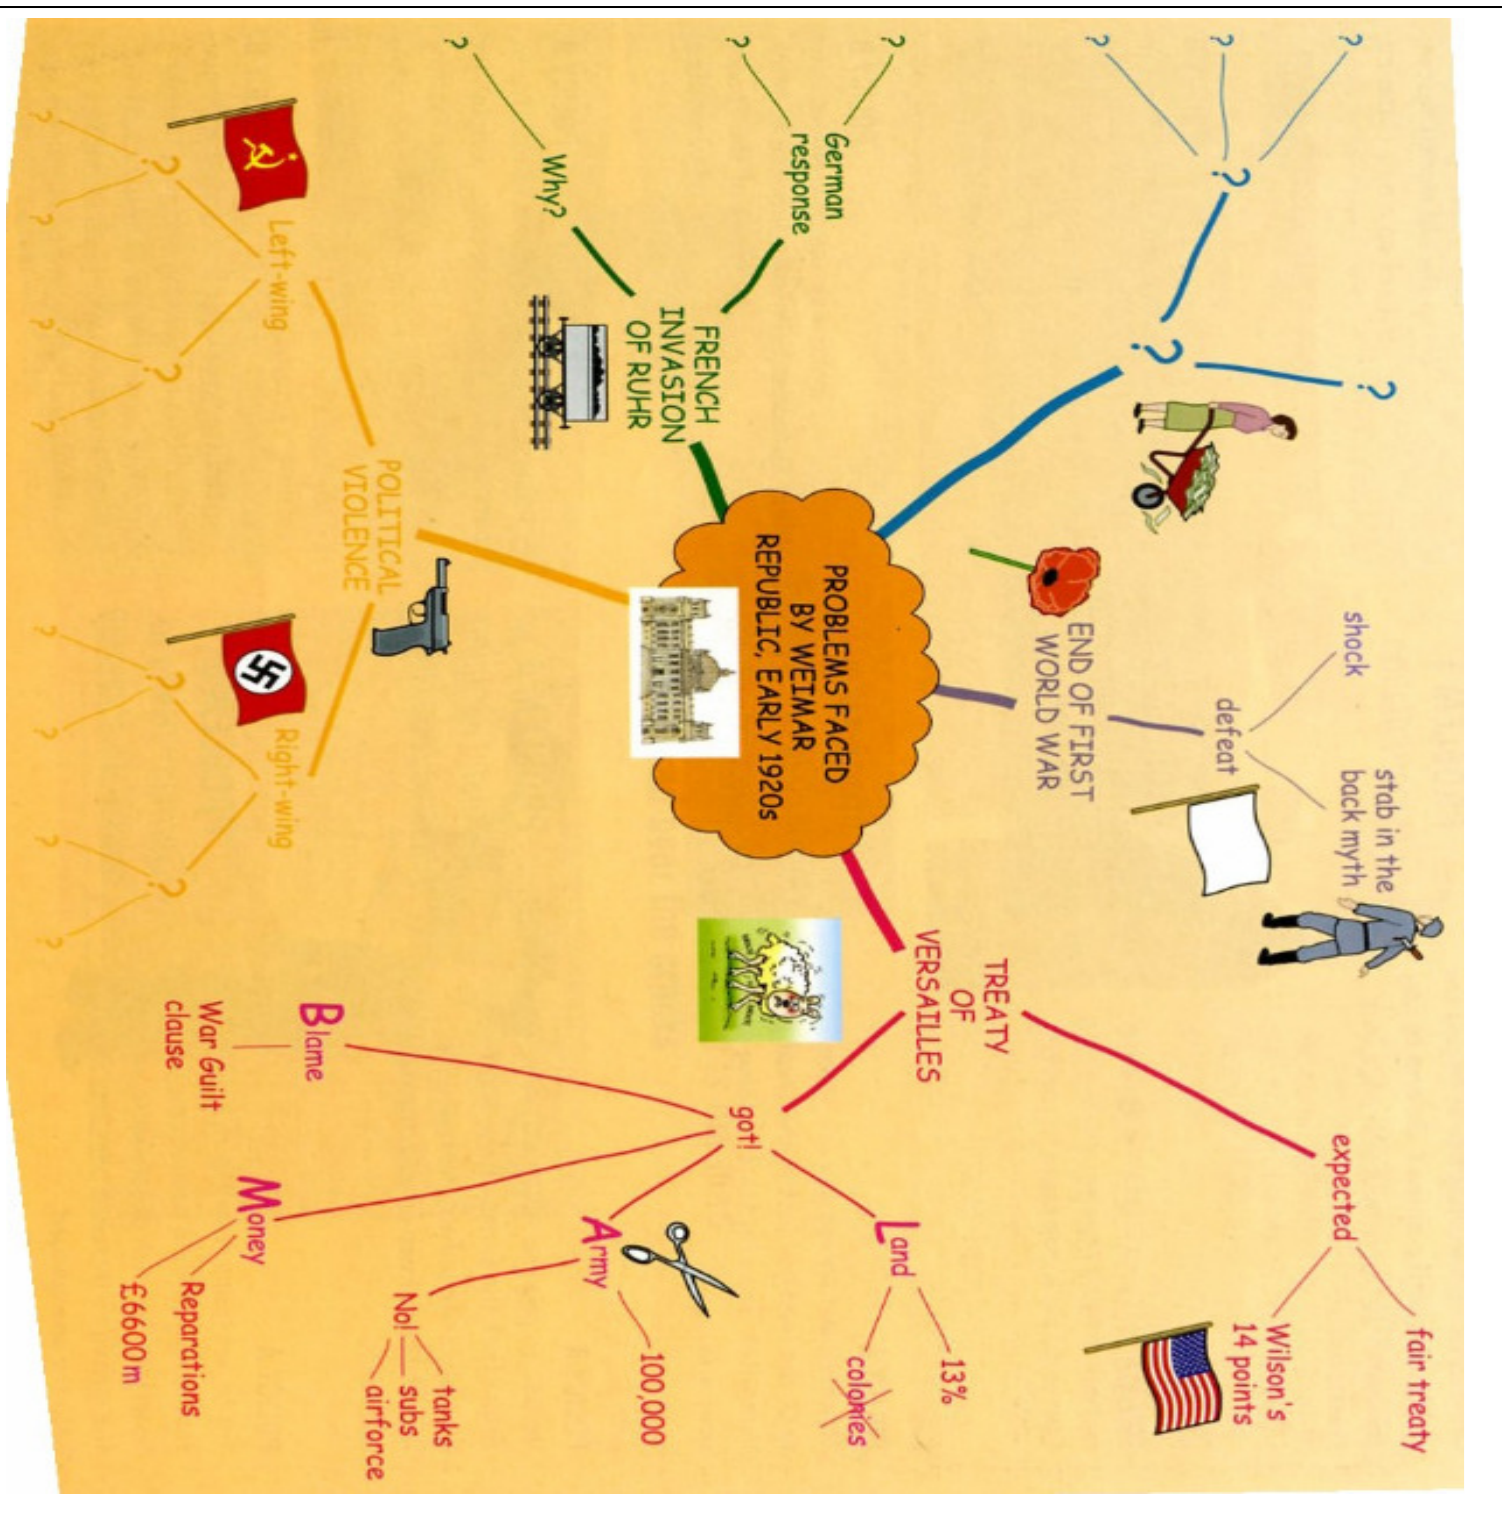 PROBLEMS FACED
BY WEIMAR
REPUBLIC, EARLY 1920s
END OF FIRST
WORLD WAR
defeat
shock
stab in the
back myth
TREATY
OF
VERSAILLES
expected
fair treaty
Wilson's
14 points
got!
Land
13%
colonies
Army
100,000
No!
tanks
subs
airforce
Money
Reparations
£6600m
Blame
War Guilt
clause
POLITICAL
VIOLENCE
Right-wing
?
?
?
?
?
?
Left-wing
?
?
?
?
?
?
FRENCH
INVASION
OF RUHR
Why?
?
German
response
?
?
?
?
?
?
?
?